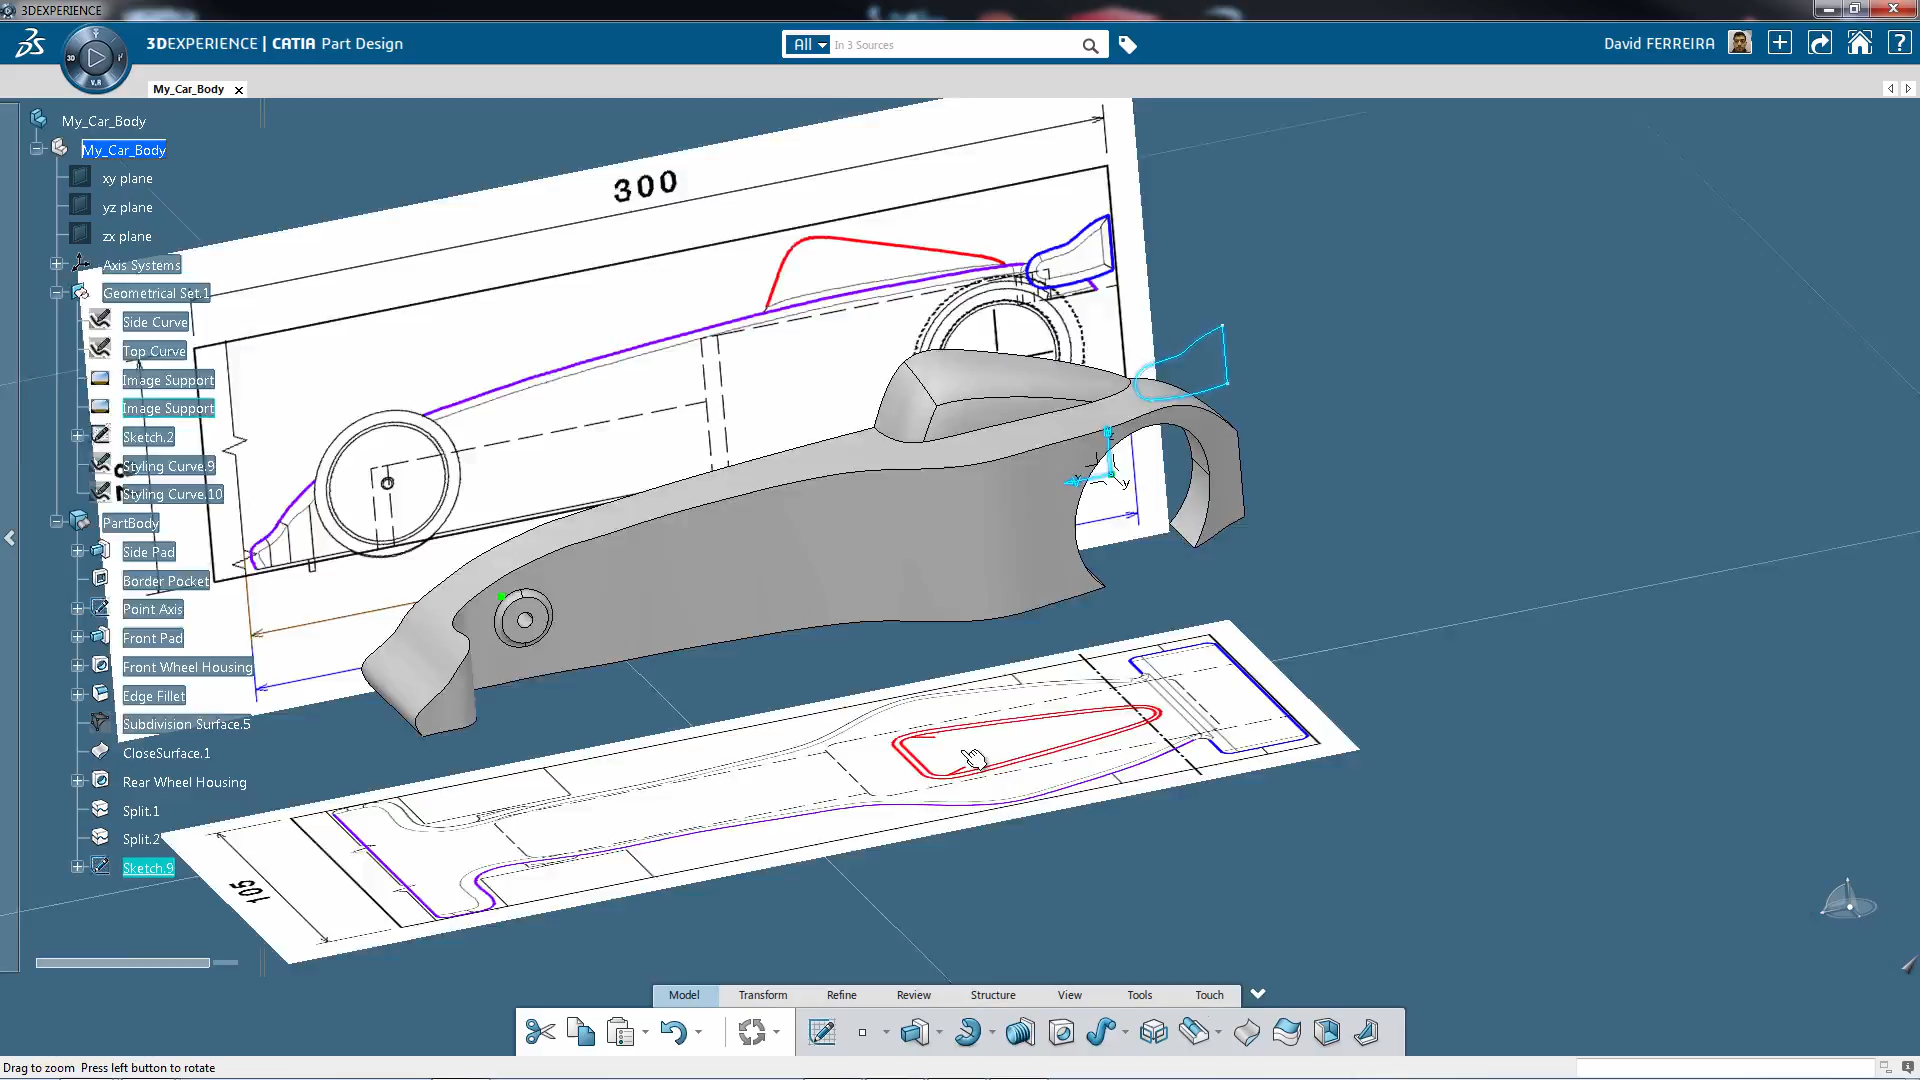 3DEXPERIENCE
3DEXPERIENCE | CATIA Part Design
3D
V.R
All
In 3 Sources
David FERREIRA
?
My_Car_Body
My_Car_Body
My_Car_Body
xy plane
yz plane
zx plane
Axis Systems
Geometrical Set.1
Side Curve
Top Curve
Image Support
Image Support
Sketch.2
Styling Curve.9
Styling Curve.10
PartBody
Side Pad
Border Pocket
Point Axis
Front Pad
Front Wheel Housing
Edge Fillet
Subdivision Surface.5
CloseSurface.1
Rear Wheel Housing
Split.1
Split.2
Sketch.9
300
y
105
Model
Transform
Refine
Review
Structure
View
Tools
Touch
Drag to zoom Press left button to rotate